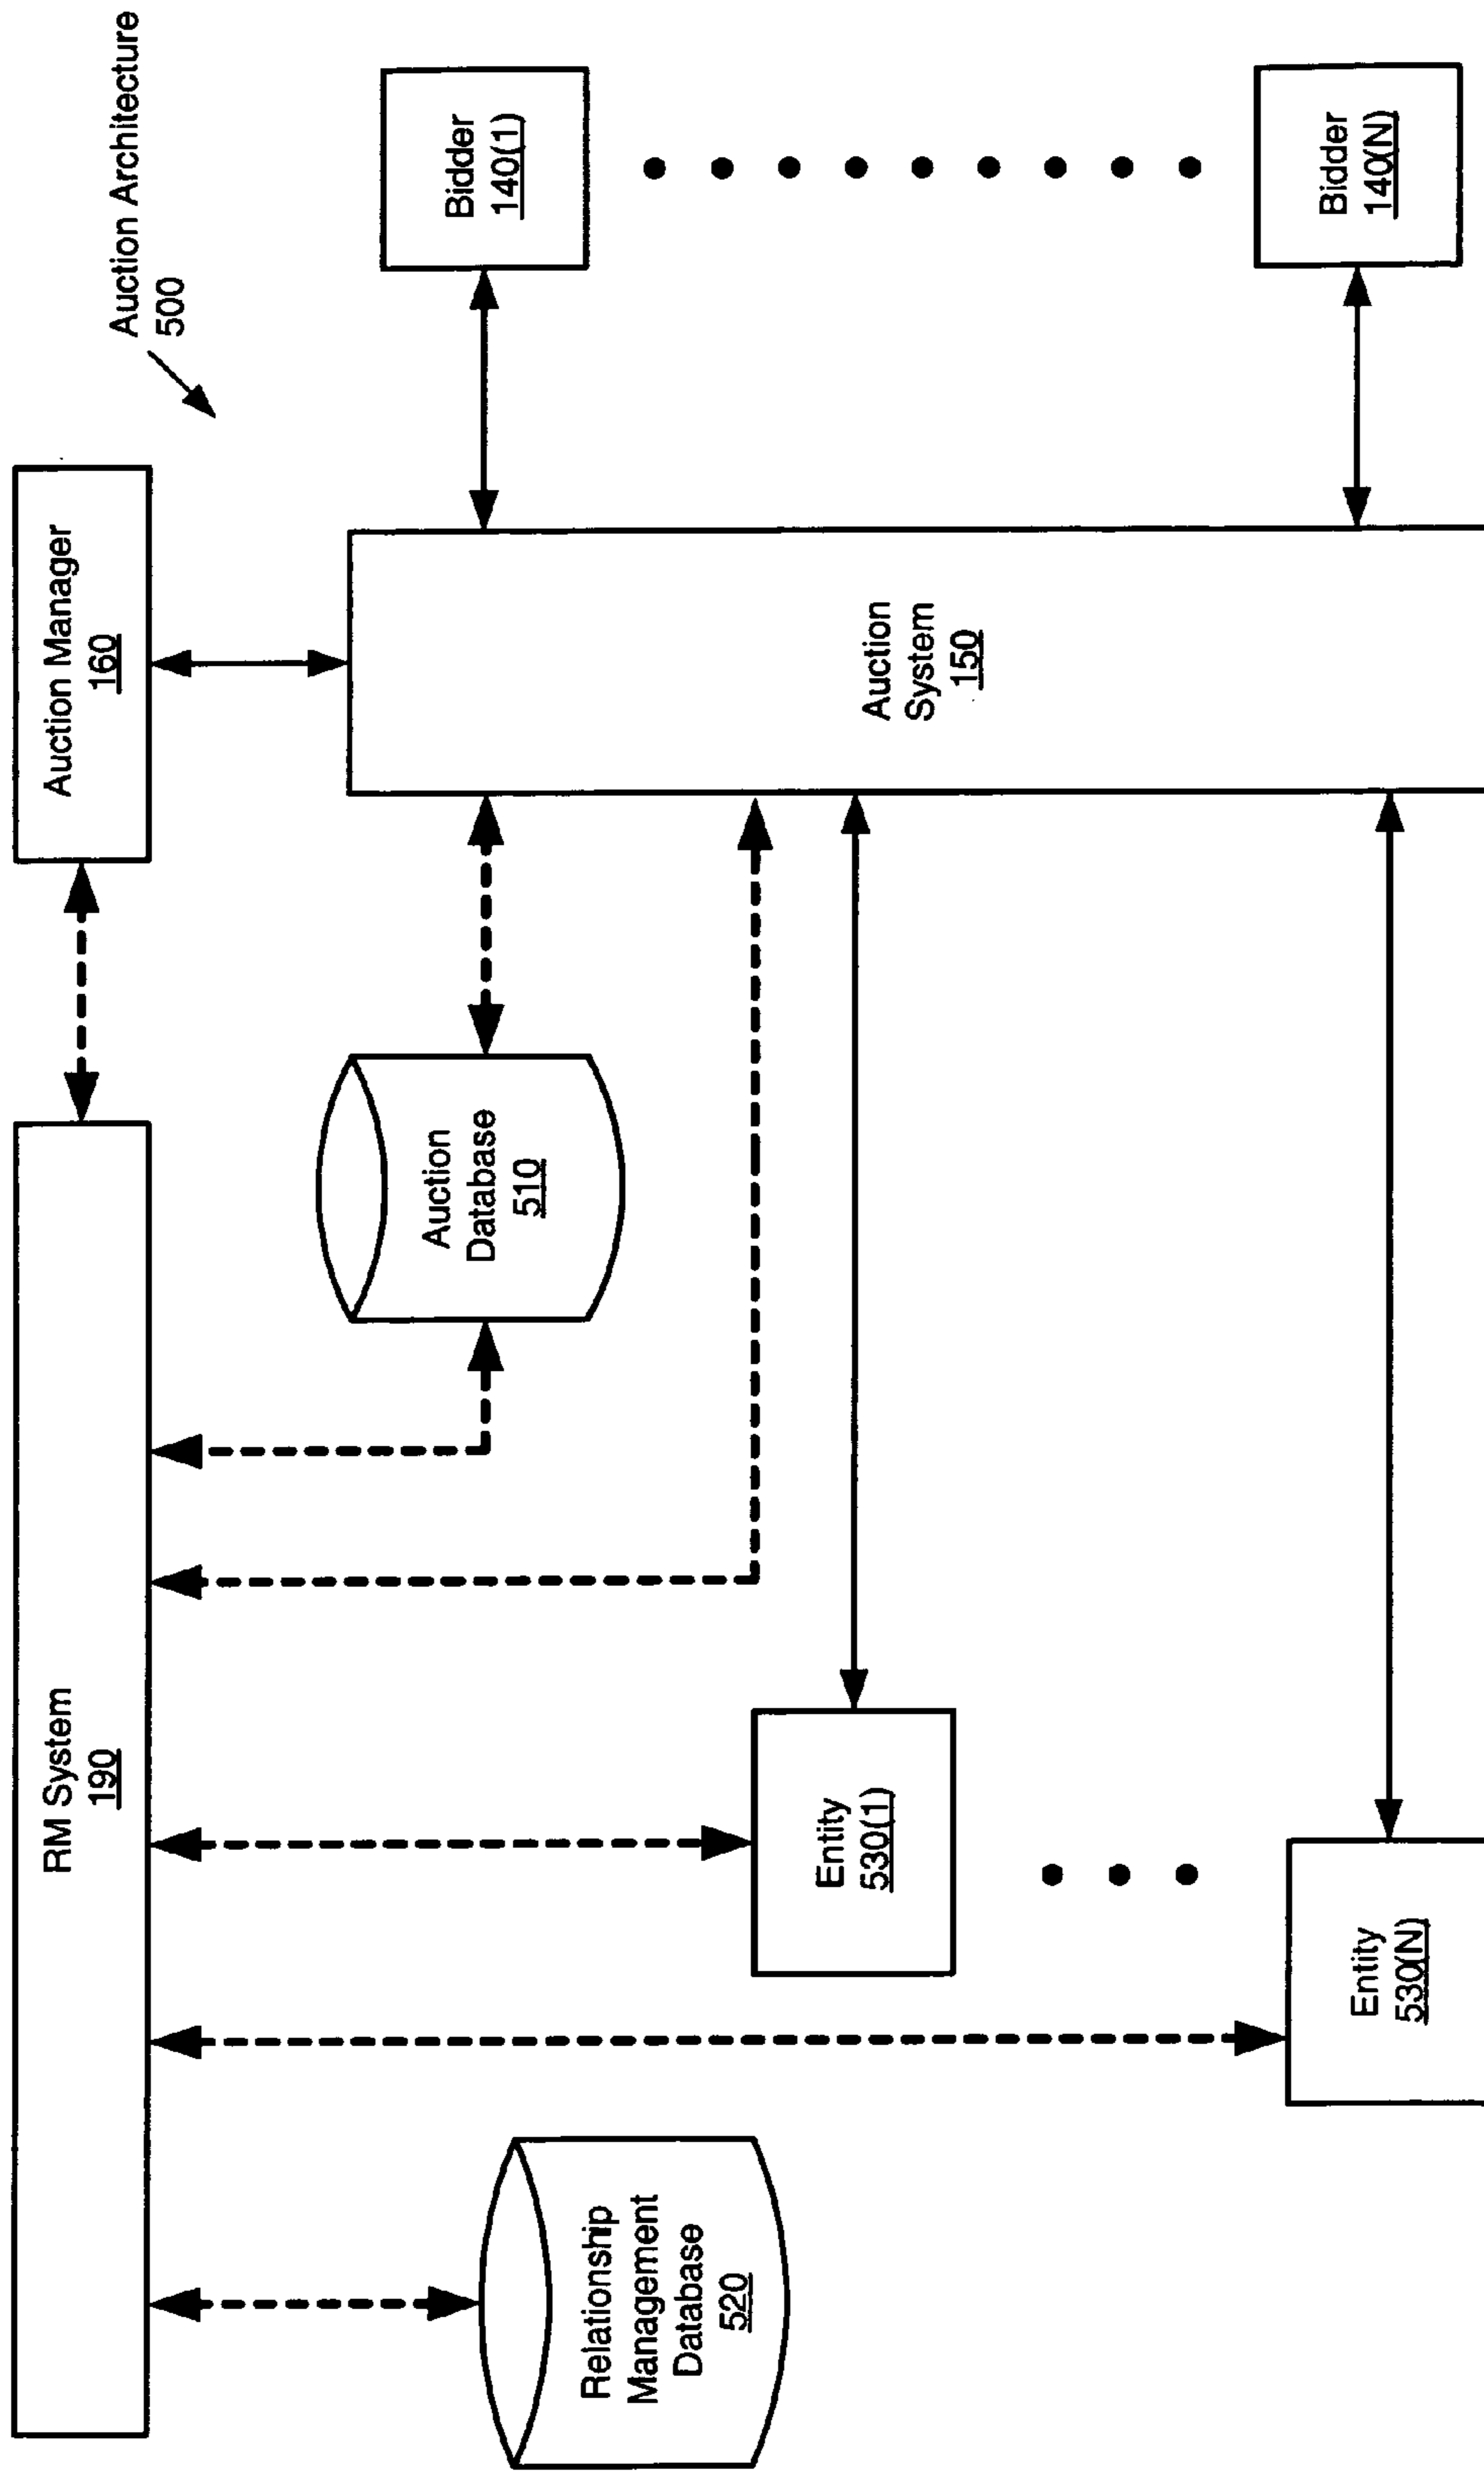 Auction Architecture
500
RM System
190
Auction Manager
160
Auction
Database
510
Relationship
Management
Database
520
Entity
530(1)
Entity
530(N)
Auction
System
150
Bidder
140(1)
Bidder
140(N)